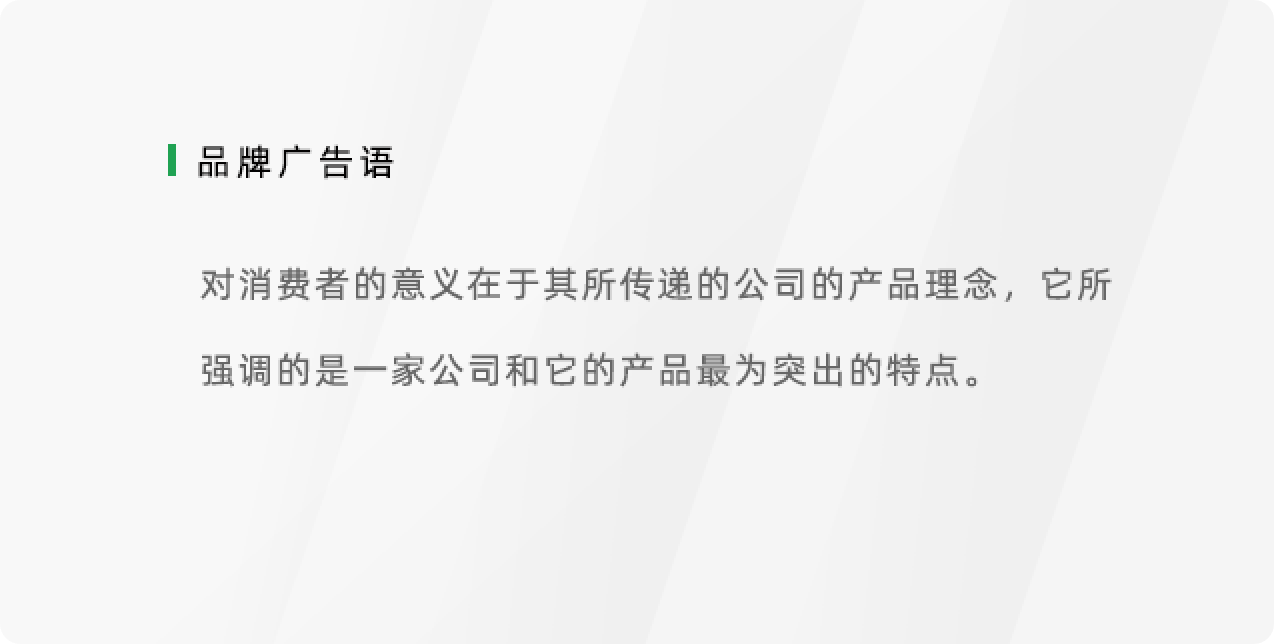 品牌广告语
对消费者的意义在于其所传递的公司的产品理念，它所
强调的是一家公司和它的产品最为突出的特点。